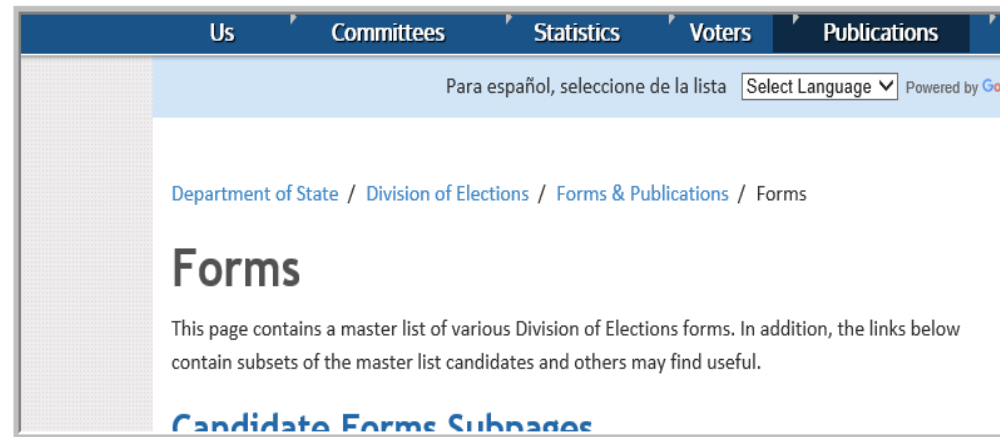 Us Committees Statistics Voters Publications
Para español, seleccione de la lista Select Language Powered by
Department of State / Division of Elections / Forms & Publications / Forms
Forms
This page contains a master list of various Division of Elections forms. In addition, the links below
contain subsets of the master list candidates and others may find useful.
Candidate Forms Subpages